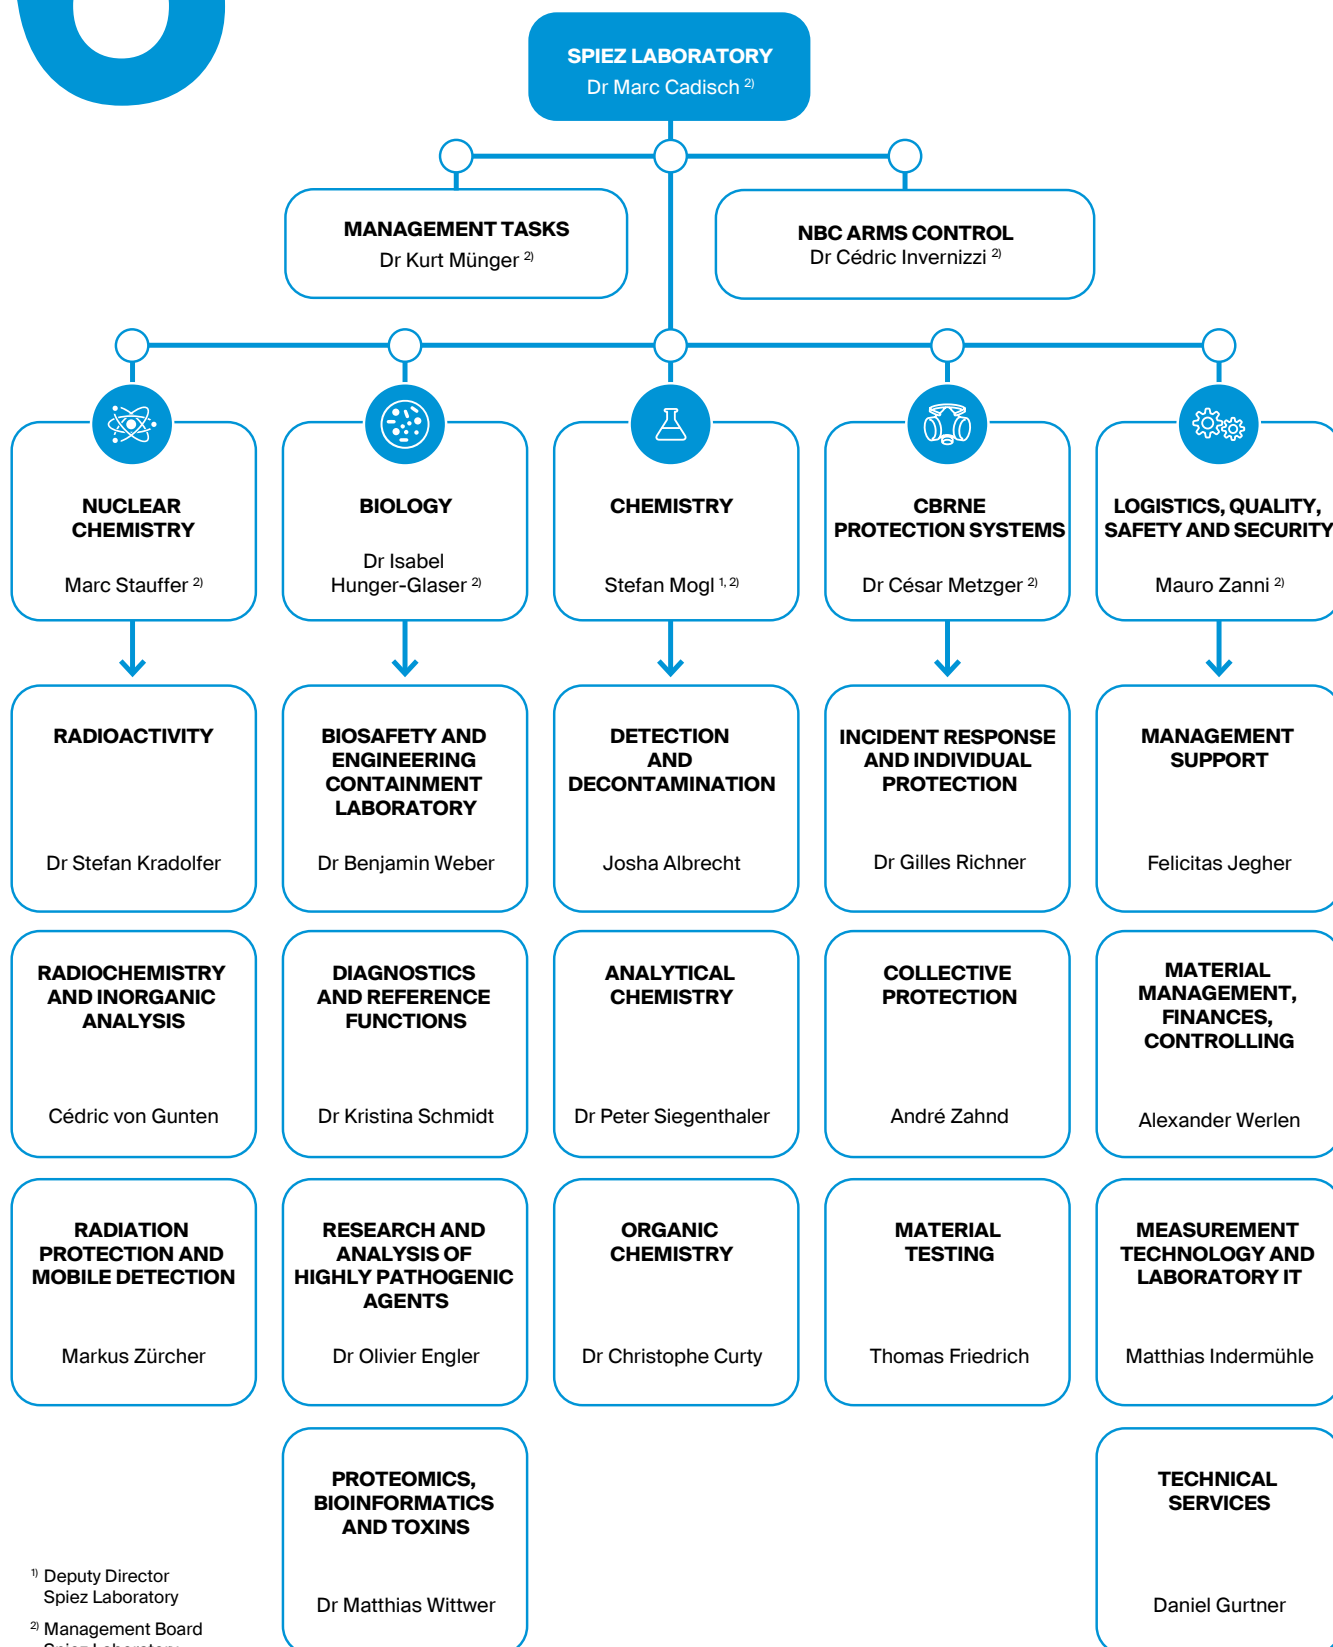 SPIEZ LABORATORY
Dr Marc Cadisch 2)
MANAGEMENT TASKS
Dr Kurt Münger 2)
NBC ARMS CONTROL
Dr Cédric Invernizzi 2)
NUCLEAR
CHEMISTRY
Marc Stauffer 2)
BIOLOGY
Dr Isabel
Hunger-Glaser 2)
CHEMISTRY
Stefan Mogl 1, 2)
CBRNE
PROTECTION SYSTEMS
Dr César Metzger 2)
LOGISTICS, QUALITY,
SAFETY AND SECURITY
Mauro Zanni 2)
RADIOACTIVITY
Dr Stefan Kradolfer
BIOSAFETY AND
ENGINEERING
CONTAINMENT
LABORATORY
Dr Benjamin Weber
DETECTION
AND
DECONTAMINATION
Josha Albrecht
INCIDENT RESPONSE
AND INDIVIDUAL
PROTECTION
Dr Gilles Richner
MANAGEMENT
SUPPORT
Felicitas Jegher
RADIOCHEMISTRY
AND INORGANIC
ANALYSIS
Cédric von Gunten
DIAGNOSTICS
AND REFERENCE
FUNCTIONS
Dr Kristina Schmidt
ANALYTICAL
CHEMISTRY
Dr Peter Siegenthaler
COLLECTIVE
PROTECTION
André Zahnd
MATERIAL
MANAGEMENT,
FINANCES,
CONTROLLING
Alexander Werlen
RADIATION
PROTECTION AND
MOBILE DETECTION
Markus Zürcher
RESEARCH AND
ANALYSIS OF
HIGHLY PATHOGENIC
AGENTS
Dr Olivier Engler
ORGANIC
CHEMISTRY
Dr Christophe Curty
MATERIAL
TESTING
Thomas Friedrich
MEASUREMENT
TECHNOLOGY AND
LABORATORY IT
Matthias Indermühle
PROTEOMICS,
BIOINFORMATICS
AND TOXINS
Dr Matthias Wittwer
TECHNICAL
SERVICES
Daniel Gurtner
1) Deputy Director
Spiez Laboratory
2) Management Board
Spiez Laboratory